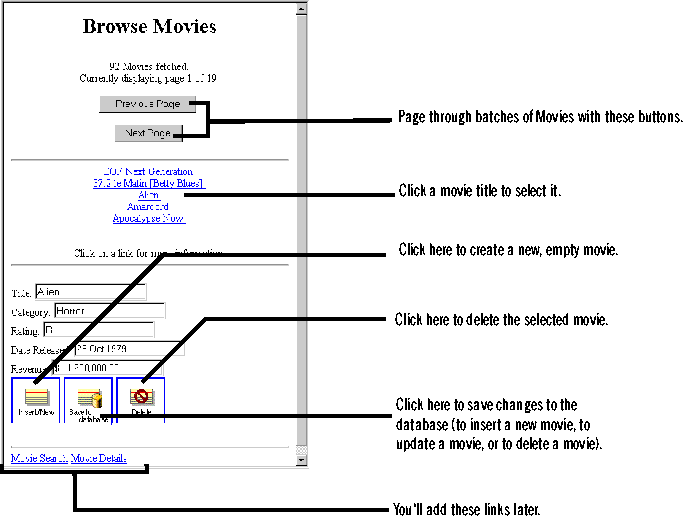 Browse Movies
92 Movies fetched.
Currently displaying page 1 of 19
Previous Page
Next Page
Page through batches of Movies with these buttons.
Next Generation
37.2 le Matin [Betty Blues]
Alien
Amarcord
Apocalypse Now
Click a movie title to select it.
Click on a link for more information
Click here to create a new, empty movie.
Title: Alien
Category: Horror
Rating: R
Date Released: 25 Oct 1979
Revenue:
Click here to delete the selected movie.
Insert/New
Save to database
Delete
Click here to save changes to the
database (to insert a new movie, to
update a movie, or to delete a movie).
Movie Search Movie Details
You'll add these links later.